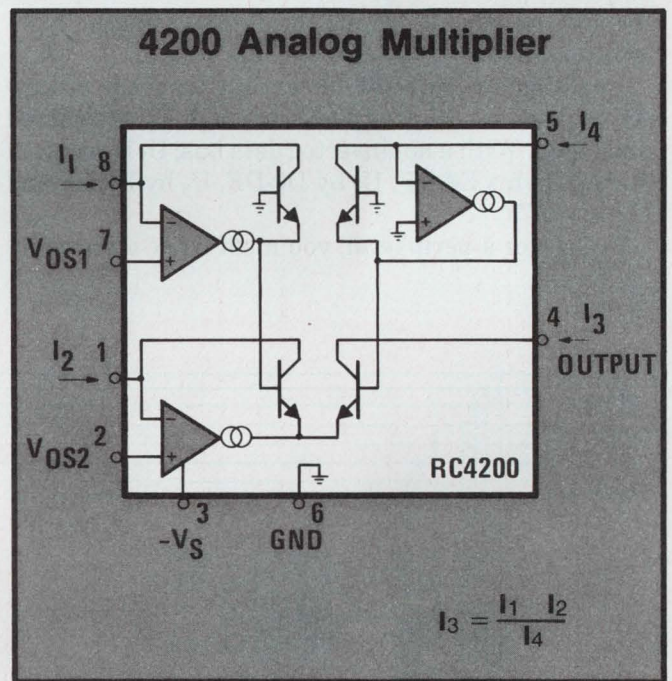 4200 Analog Multiplier
I1 8
5 I4
VOS1 7
I2 1
4 I3
OUTPUT
VOS2 2
RC4200
3 6
-VS GND
I3 = I1 I2 / I4